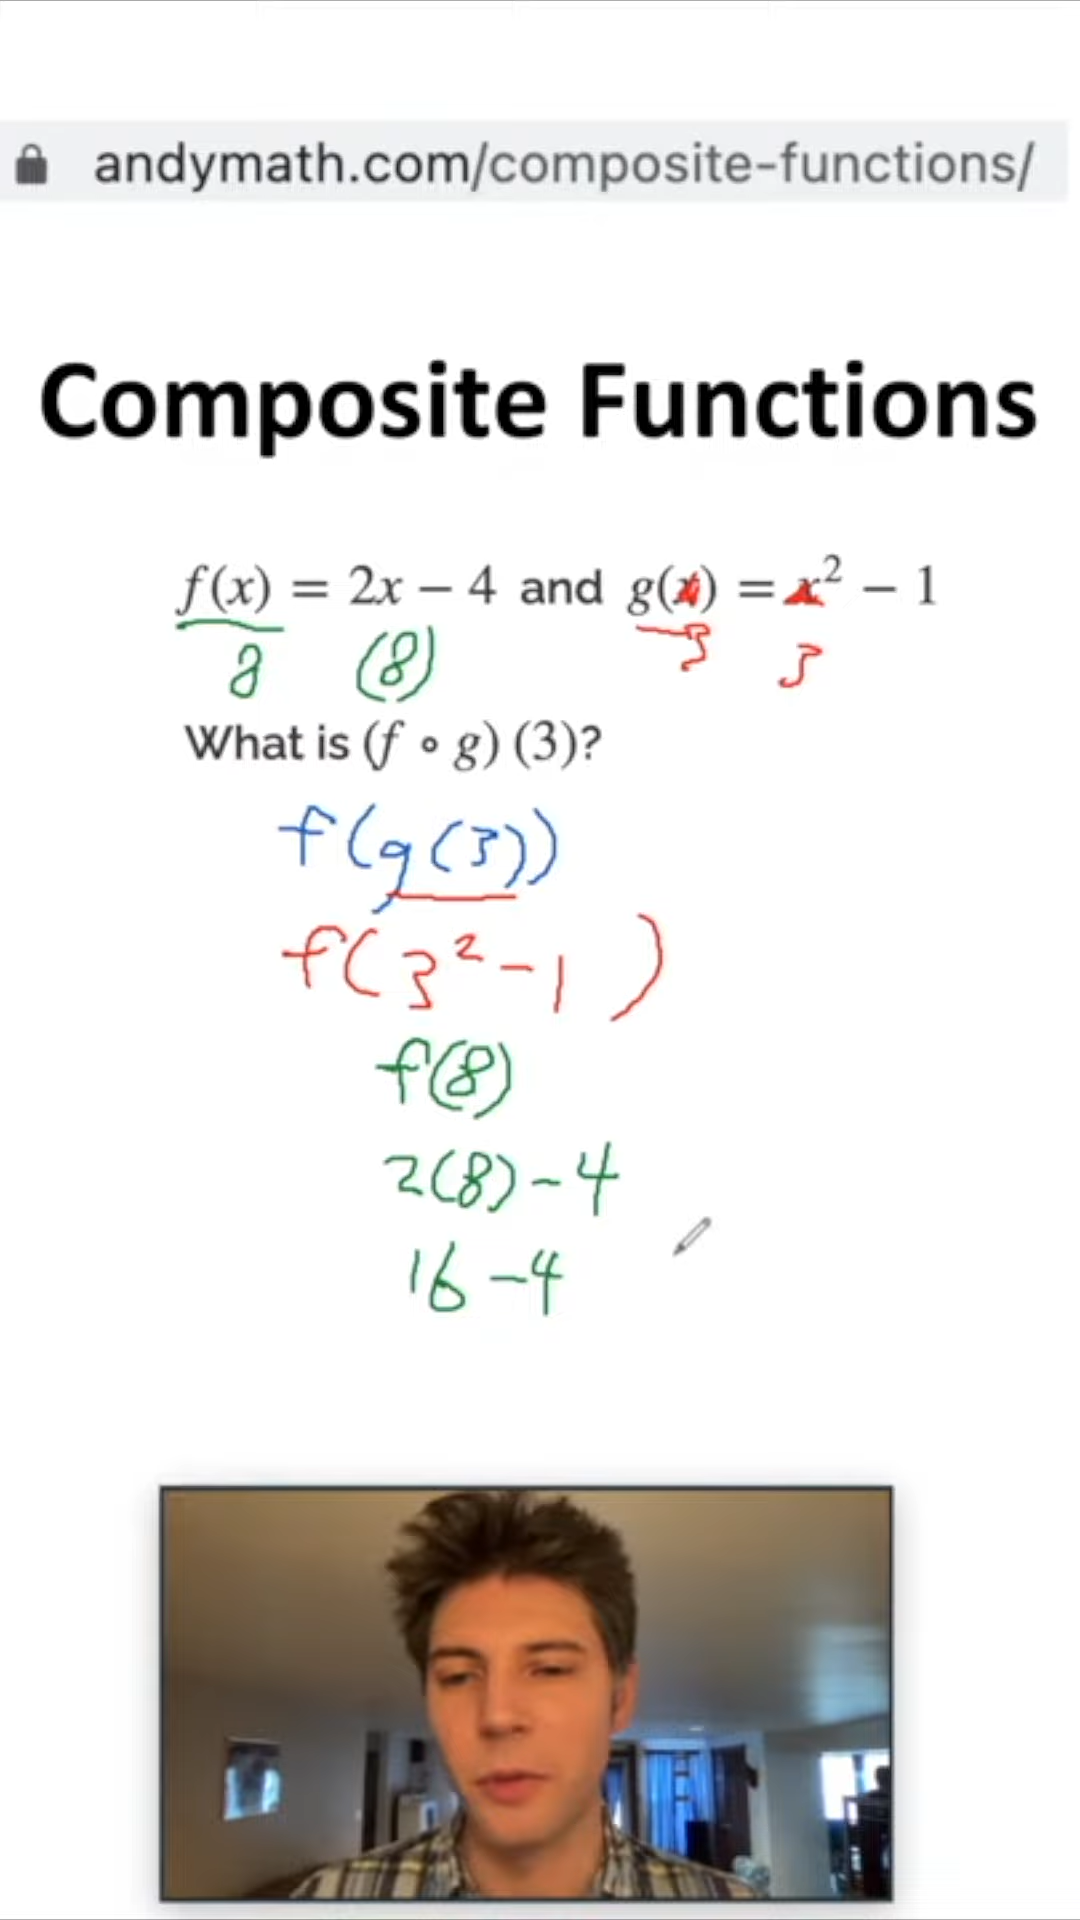 andymath.com/composite-functions/
Composite Functions
f(x) = 2x − 4 and g(x) = x² − 1
8 (8) 3 3
What is (f ∘ g) (3)?
f(g(3))
f(3² − 1 )
f(8)
2(8) − 4
16 − 4